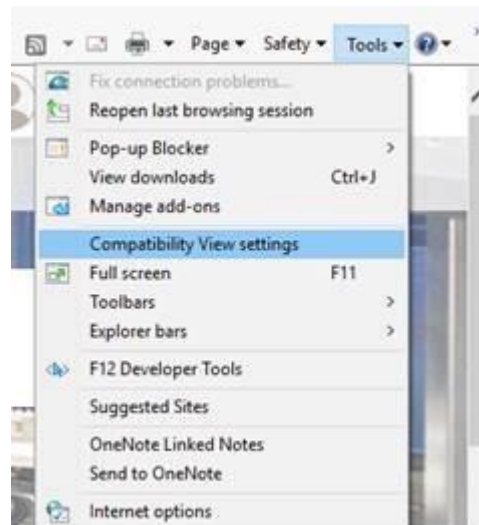 Page Safety Tools
Fix connection problems...
Reopen last browsing session
Pop-up Blocker
View downloads Ctrl+J
Manage add-ons
Compatibility View settings
Full screen F11
Toolbars
Explorer bars
F12 Developer Tools
Suggested Sites
OneNote Linked Notes
Send to OneNote
Internet options